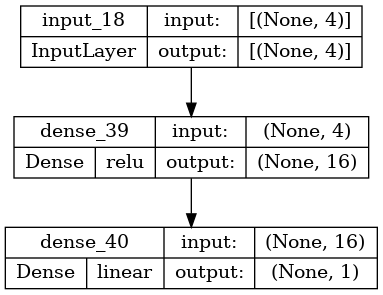 input_18 input: [(None, 4)]
InputLayer output: [(None, 4)]
dense_39 input: (None, 4)
Dense relu output: (None, 16)
dense_40 input: (None, 16)
Dense linear output: (None, 1)